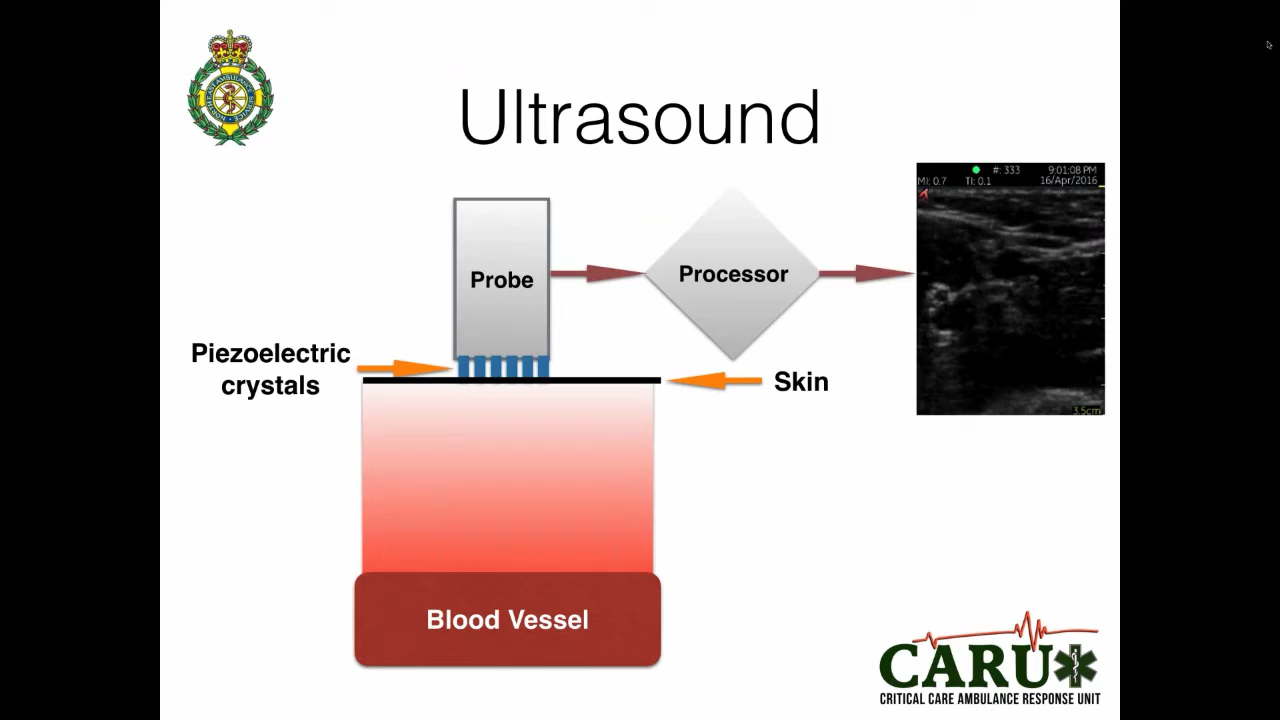 Ultrasound
#: 333
9:01:08 PM
MI: 0.7
TI: 0.1
16/Apr/2016
Probe
Processor
Piezoelectric
crystals
Skin
3.5cm
Blood Vessel
CARU
CRITICAL CARE AMBULANCE RESPONSE UNIT